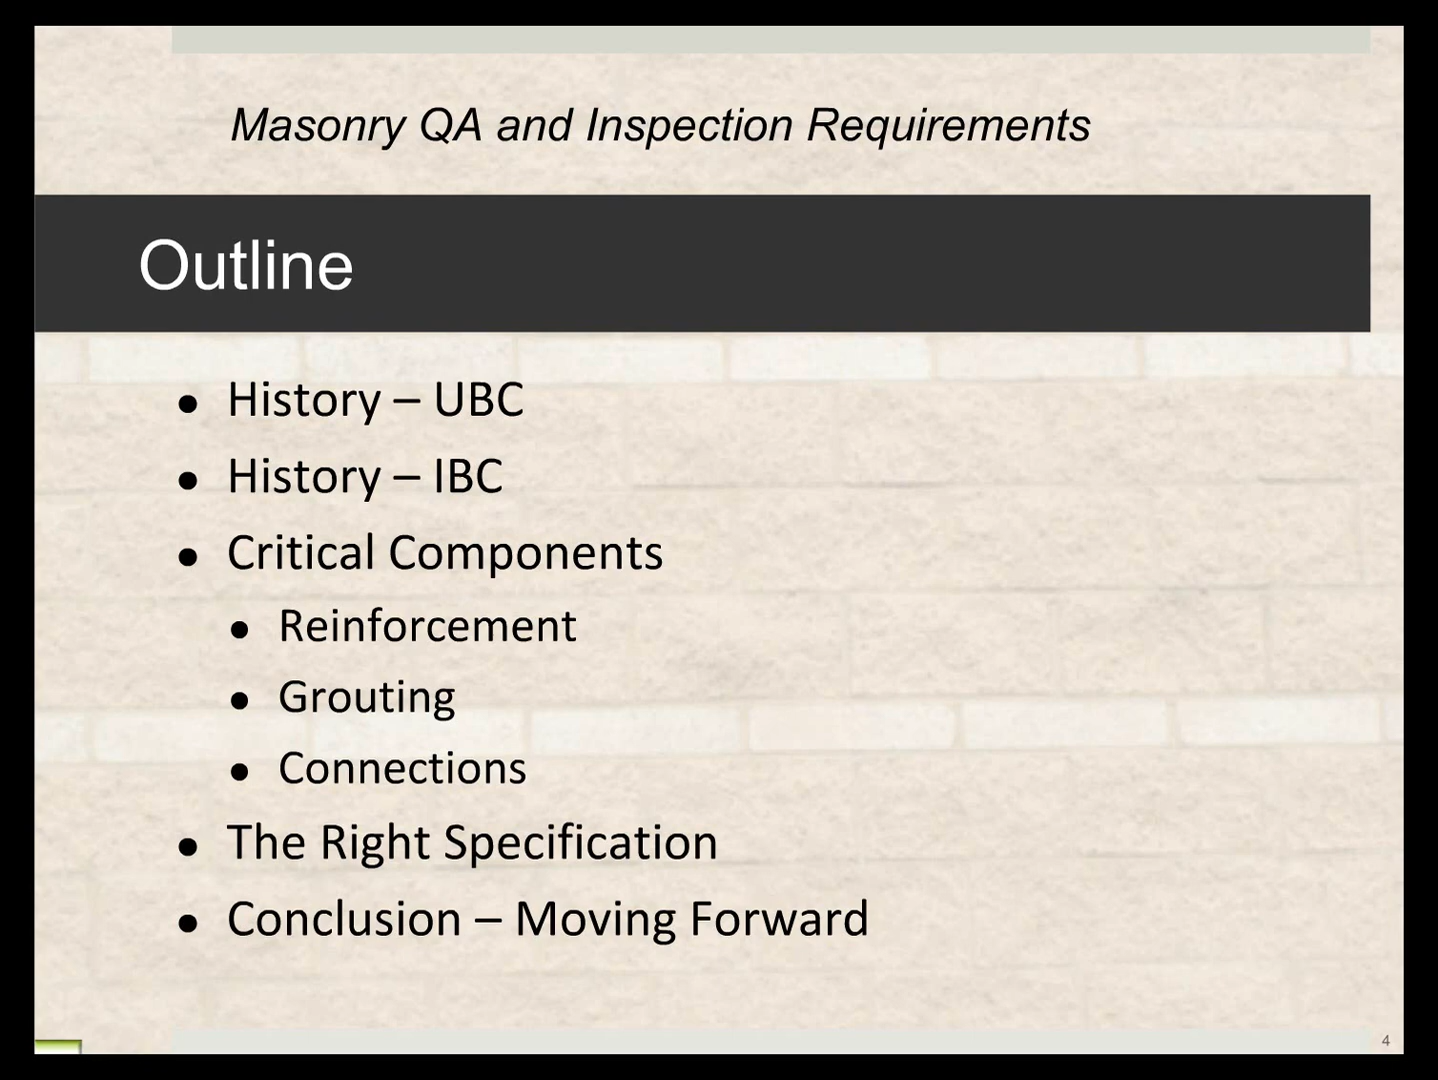 Masonry QA and Inspection Requirements
Outline
● History – UBC
● History – IBC
● Critical Components
● Reinforcement
● Grouting
● Connections
● The Right Specification
● Conclusion – Moving Forward
4